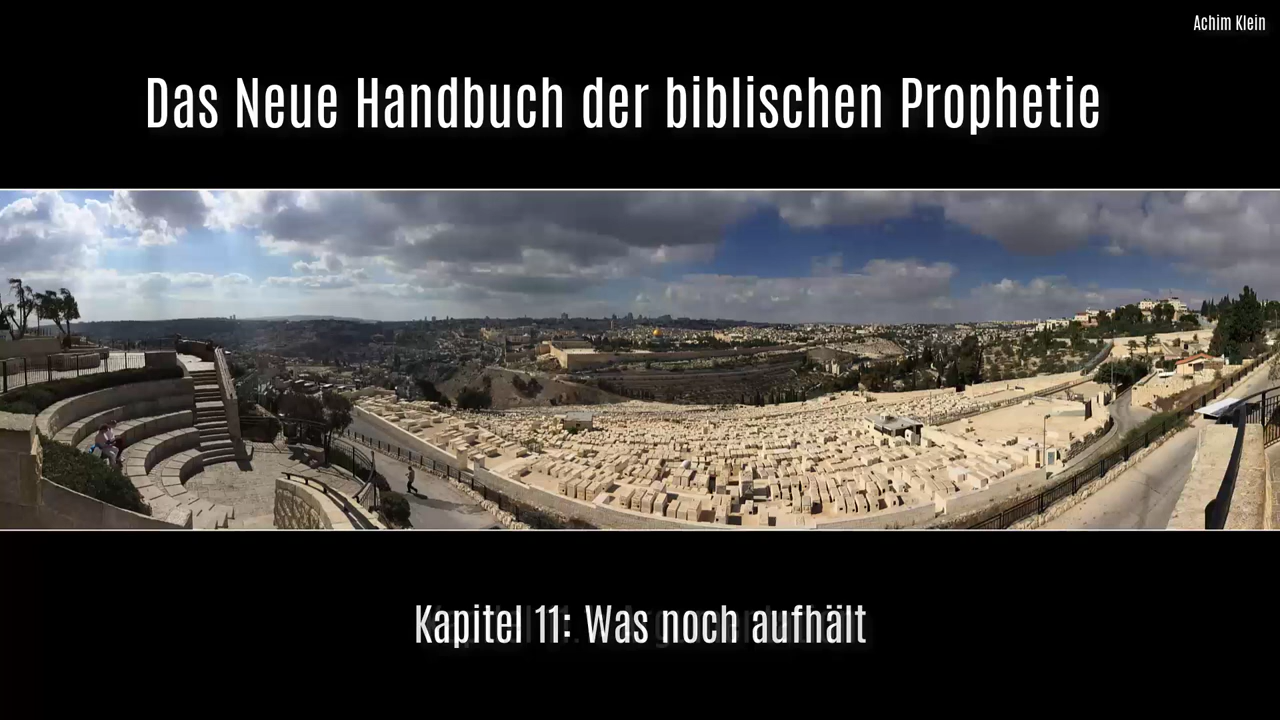 Achim Klein
Das Neue Handbuch der biblischen Prophetie
Kapitel 11: Was noch aufhält